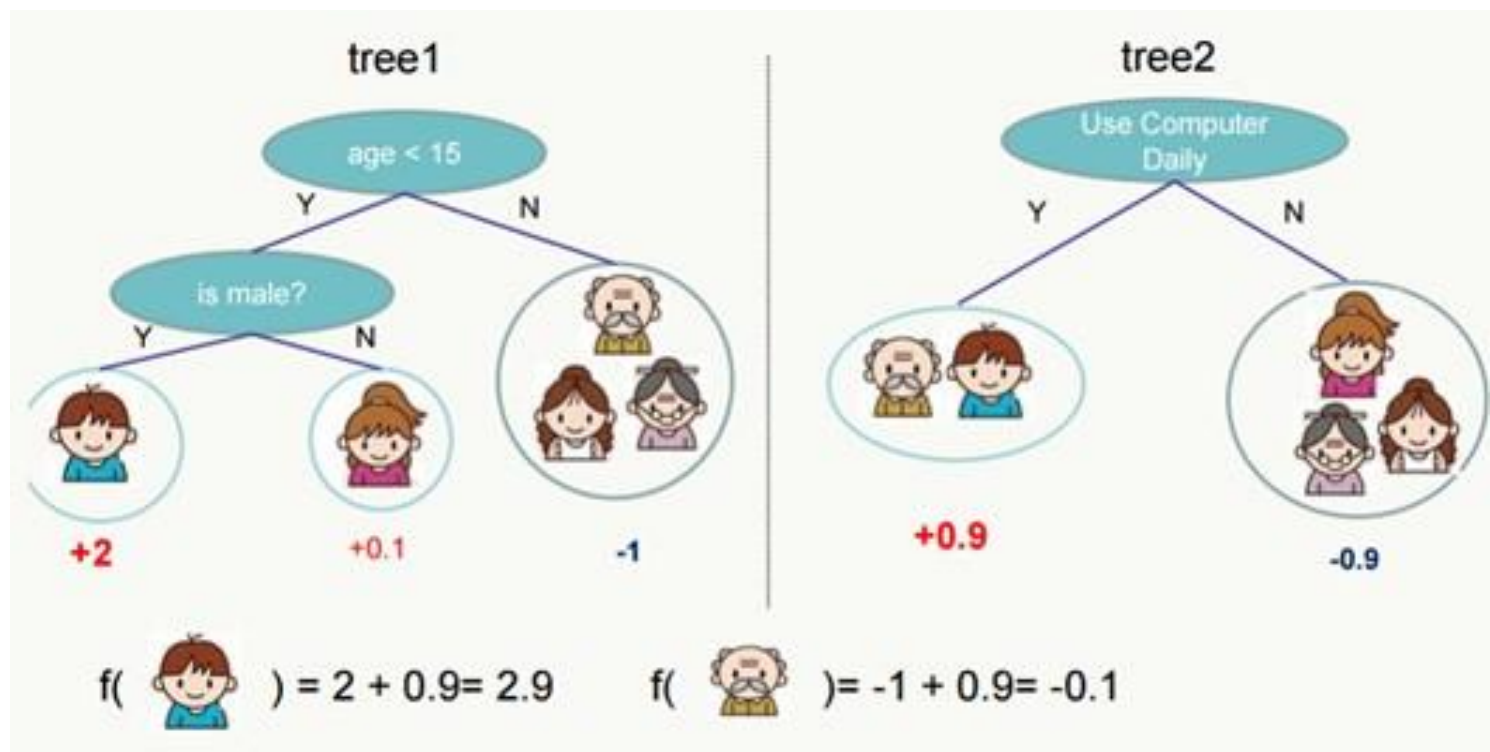 tree1
age < 15
Y
N
is male?
Y
N
+2
+0.1
-1
tree2
Use Computer
Daily
Y
N
+0.9
-0.9
f( ) = 2 + 0.9= 2.9
f( )= -1 + 0.9= -0.1